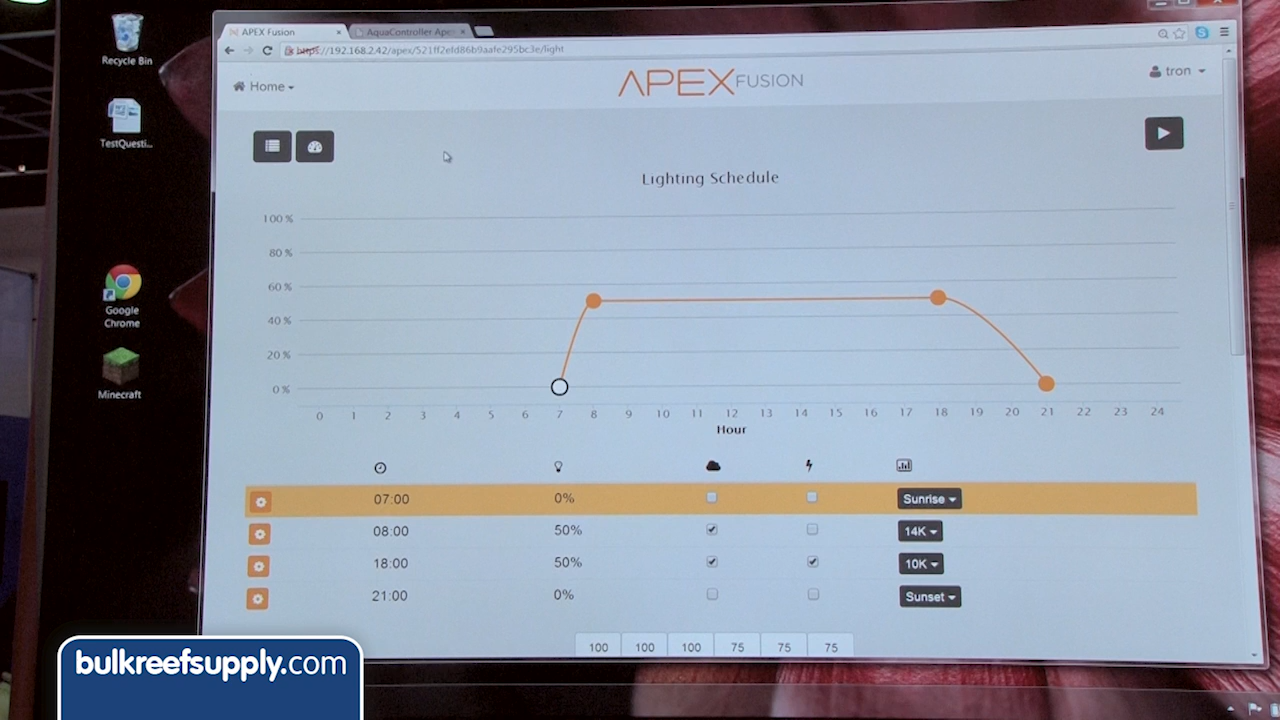 Recycle Bin
TestQuesti...
Google
Chrome
Minecraft
APEX Fusion
AquaController Apex
https://192.168.2.42/apex/521ff2efd86b9aafe295bc3e/light
Home
APEX FUSION
tron
Lighting Schedule
100 %
80 %
60 %
40 %
20 %
0 %
0 1 2 3 4 5 6 7 8 9 10 11 12 13 14 15 16 17 18 19 20 21 22 23 24
Hour
07:00 0% Sunrise
08:00 50% 14K
18:00 50% 10K
21:00 0% Sunset
100 100 100 75 75 75
bulkreefsupply.com